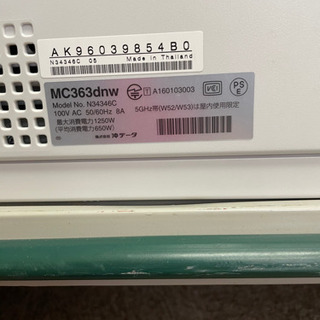 AK96039854B0
N34346C 05 Made in Thailand
MC363dnw
Model No. N34346C
100V AC 50/60Hz 8A
最大消費電力1250W
(平均消費電力650W)
T A160103003
5GHz帯(W52/W53)は屋内使用限定
PS E
株式会社 沖データ